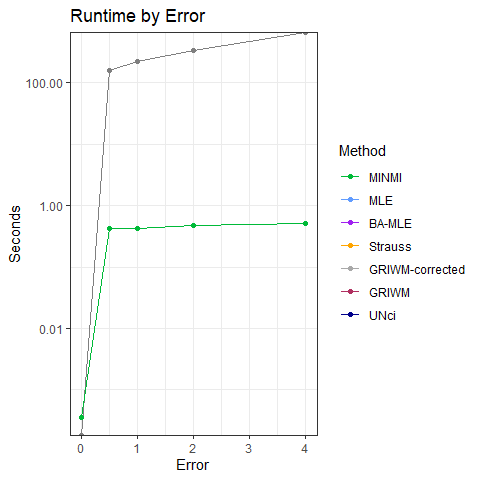 Runtime by Error
100.00
1.00
0.01
Seconds
0
1
2
3
4
Error
Method
MINMI
MLE
BA-MLE
Strauss
GRIWM-corrected
GRIWM
UNci